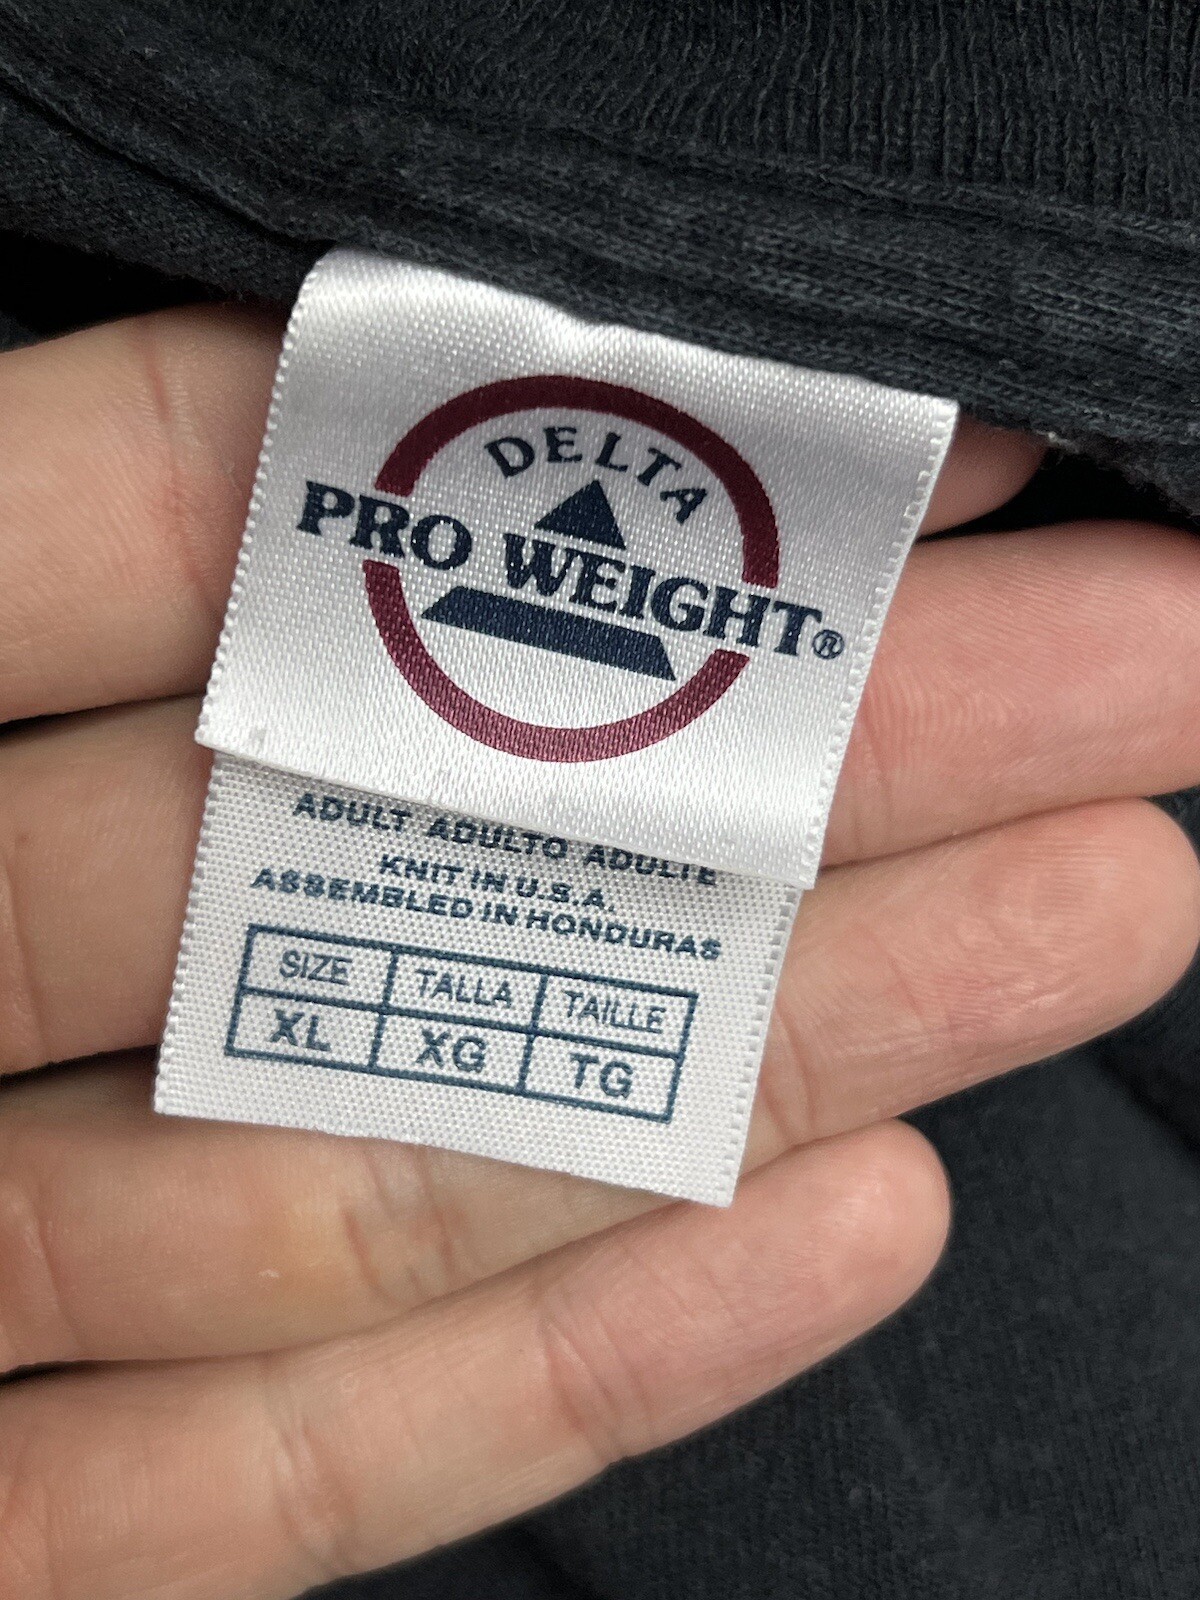 DELTA
PRO WEIGHT®
ADULT ADULTO ADULTE
KNIT IN U.S.A.
ASSEMBLED IN HONDURAS
SIZE TALLA TAILLE
XL XG TG